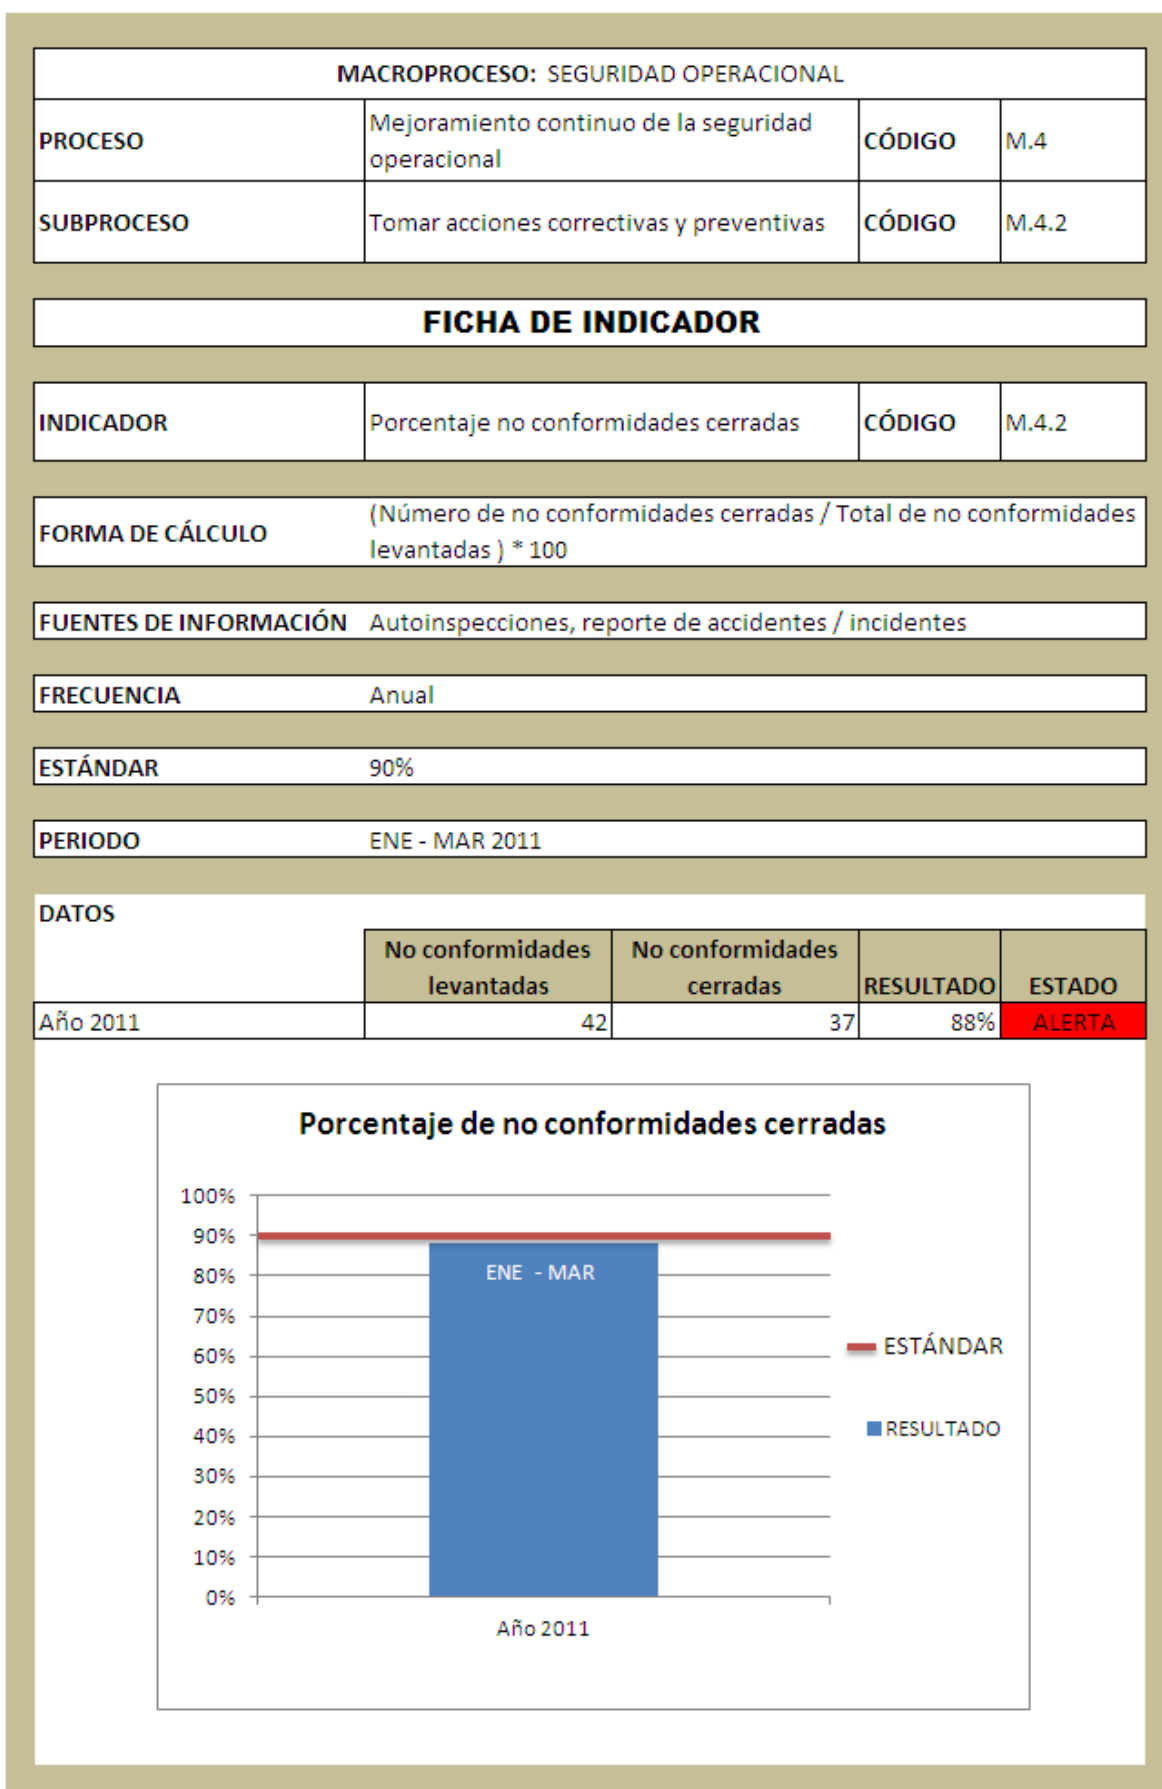 MACROPROCESO: SEGURIDAD OPERACIONAL
PROCESO
Mejoramiento continuo de la seguridad
operacional
CÓDIGO
M.4
SUBPROCESO
Tomar acciones correctivas y preventivas
CÓDIGO
M.4.2
FICHA DE INDICADOR
INDICADOR
Porcentaje no conformidades cerradas
CÓDIGO
M.4.2
FORMA DE CÁLCULO
(Número de no conformidades cerradas / Total de no conformidades
levantadas ) * 100
FUENTES DE INFORMACIÓN
Autoinspecciones, reporte de accidentes / incidentes
FRECUENCIA
Anual
ESTÁNDAR
90%
PERIODO
ENE - MAR 2011
DATOS
No conformidades
levantadas
No conformidades
cerradas
RESULTADO
ESTADO
Año 2011
42
37
88%
ALERTA
Porcentaje de no conformidades cerradas
100%
90%
80%
70%
60%
50%
40%
30%
20%
10%
0%
ENE - MAR
Año 2011
ESTÁNDAR
RESULTADO